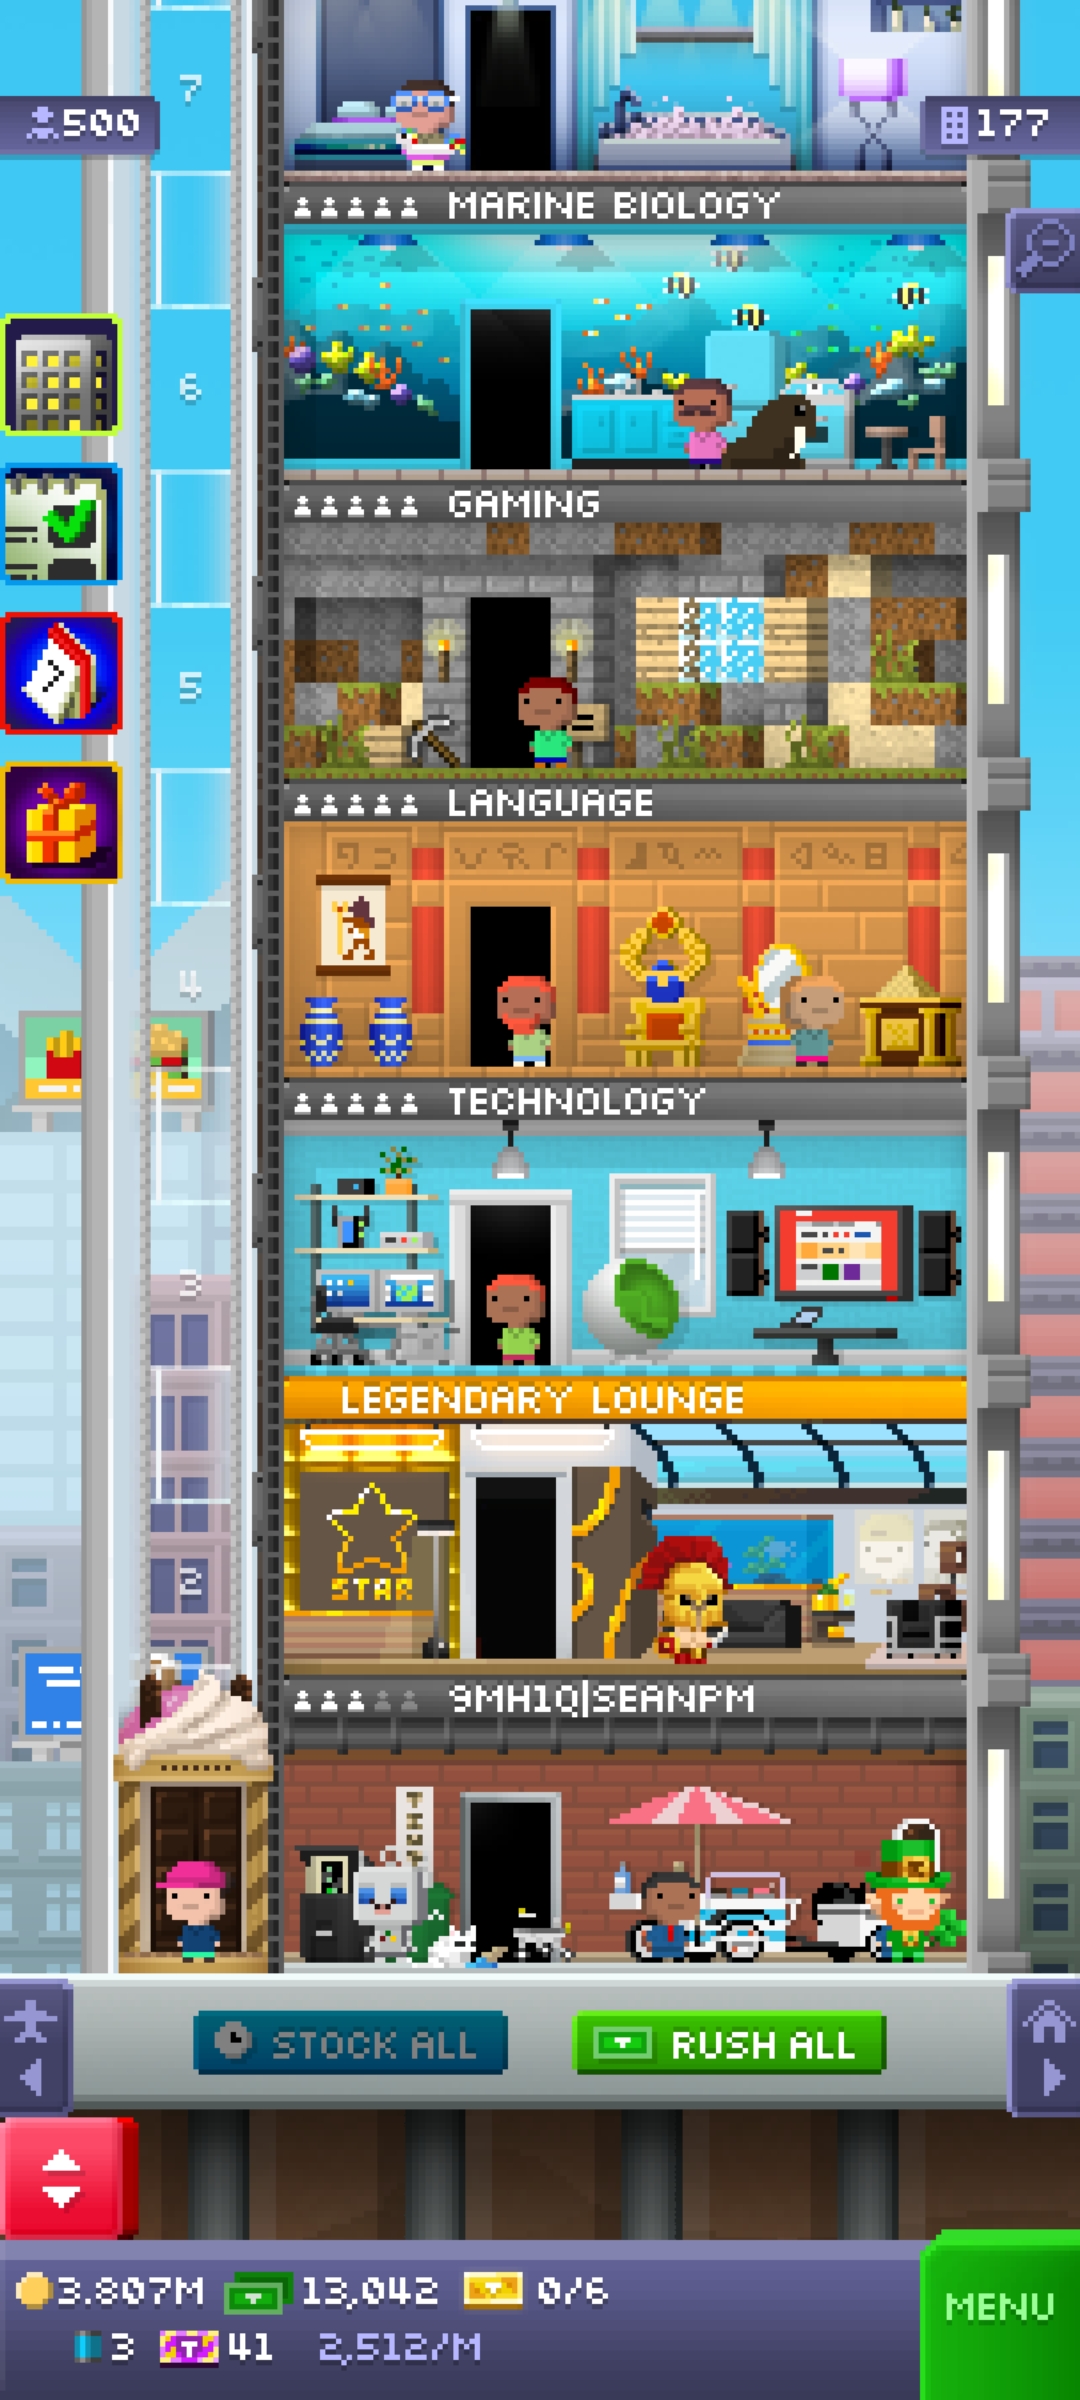 7
500
177
MARINE BIOLOGY
6
GAMING
5
LANGUAGE
4
TECHNOLOGY
3
LEGENDARY LOUNGE
STAR
2
9MH1Q|SEANPM
STOCK ALL
RUSH ALL
3.807M
13,042
0/6
MENU
3
41
2,512/M